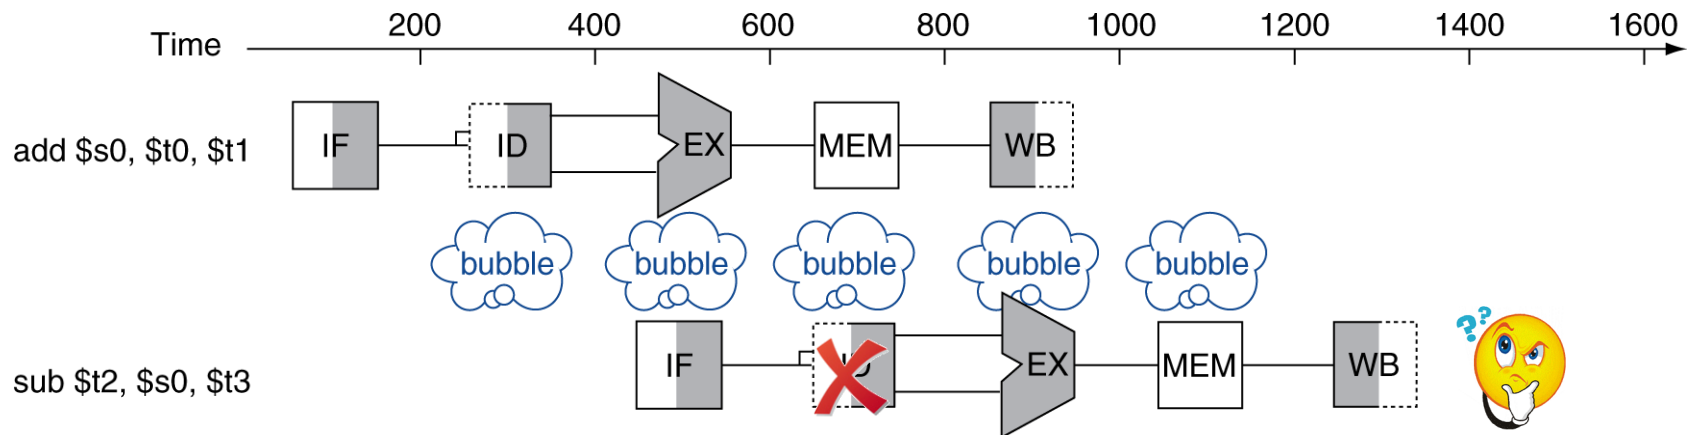 200 400 600 800 1000 1200 1400 1600
Time
add $s0, $t0, $t1 IF ID EX MEM WB
bubble bubble bubble bubble bubble
sub $t2, $s0, $t3 IF EX MEM WB
? ?